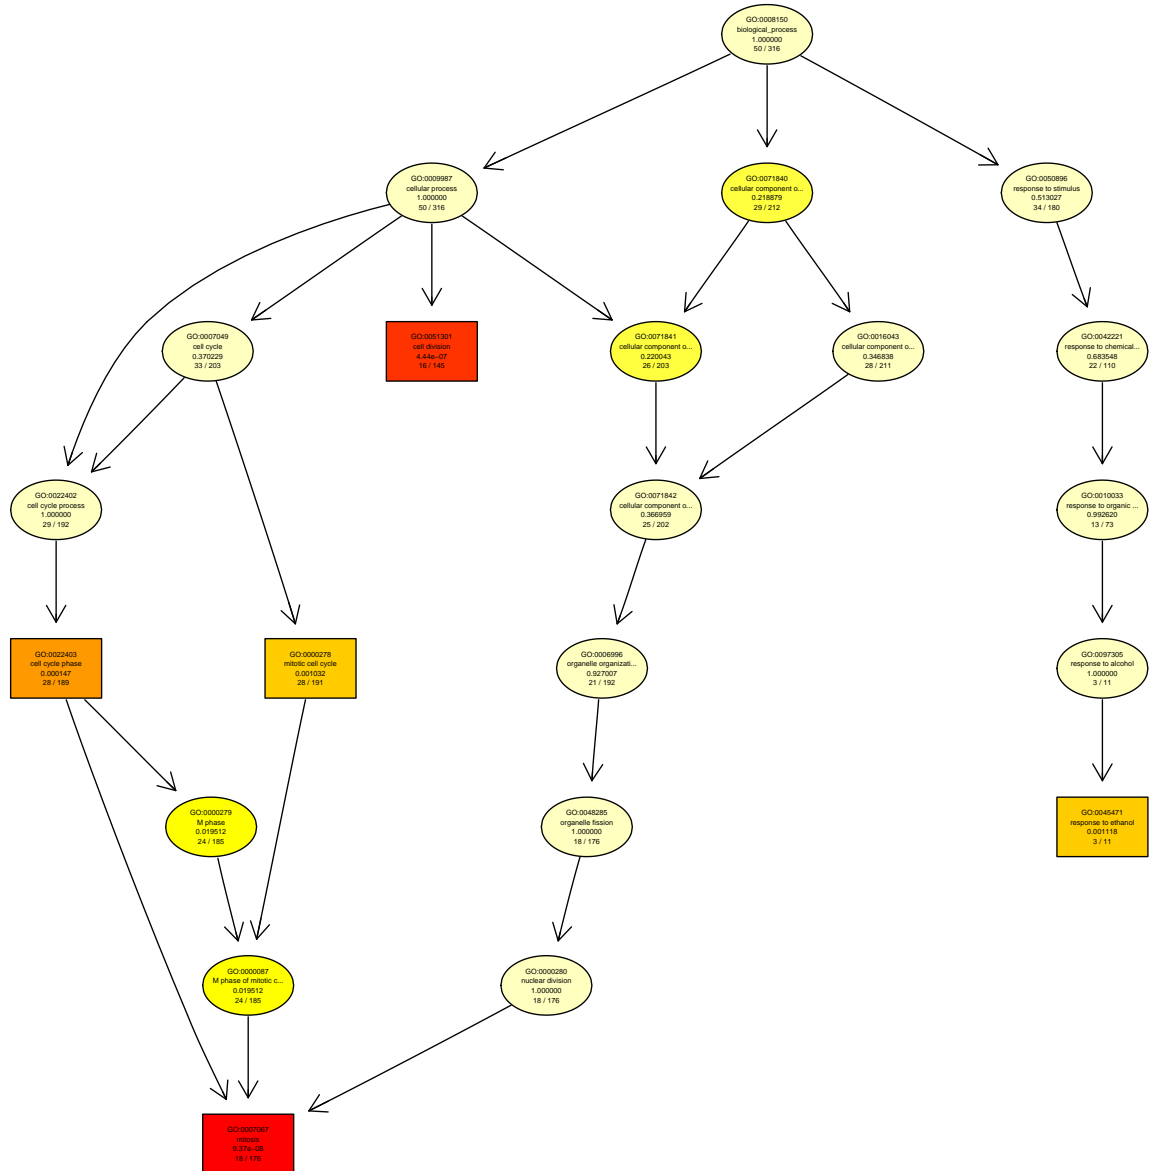 GO:0008150
biological_process
1.000000
50 / 316
GO:0009987
cellular process
1.000000
50 / 316
GO:0071840
cellular component o...
0.218879
29 / 212
GO:0050896
response to stimulus
0.513027
34 / 180
GO:0007049
cell cycle
0.370229
33 / 203
GO:0051301
cell division
4.44e-07
16 / 145
GO:0071841
cellular component o...
0.220043
26 / 203
GO:0016043
cellular component o...
0.346838
28 / 211
GO:0042221
response to chemical...
0.683548
22 / 110
GO:0022402
cell cycle process
1.000000
29 / 192
GO:0071842
cellular component o...
0.366959
25 / 202
GO:0010033
response to organic ...
0.992620
13 / 73
GO:0022403
cell cycle phase
0.000147
28 / 189
GO:0000278
mitotic cell cycle
0.001032
28 / 191
GO:0006996
organelle organizati...
0.927007
21 / 192
GO:0097305
response to alcohol
1.000000
3 / 11
GO:0000279
M phase
0.019512
24 / 185
GO:0048285
organelle fission
1.000000
18 / 176
GO:0045471
response to ethanol
0.001118
3 / 11
GO:0000087
M phase of mitotic c...
0.019512
24 / 185
GO:0000280
nuclear division
1.000000
18 / 176
GO:0007067
mitosis
9.37e-08
18 / 175